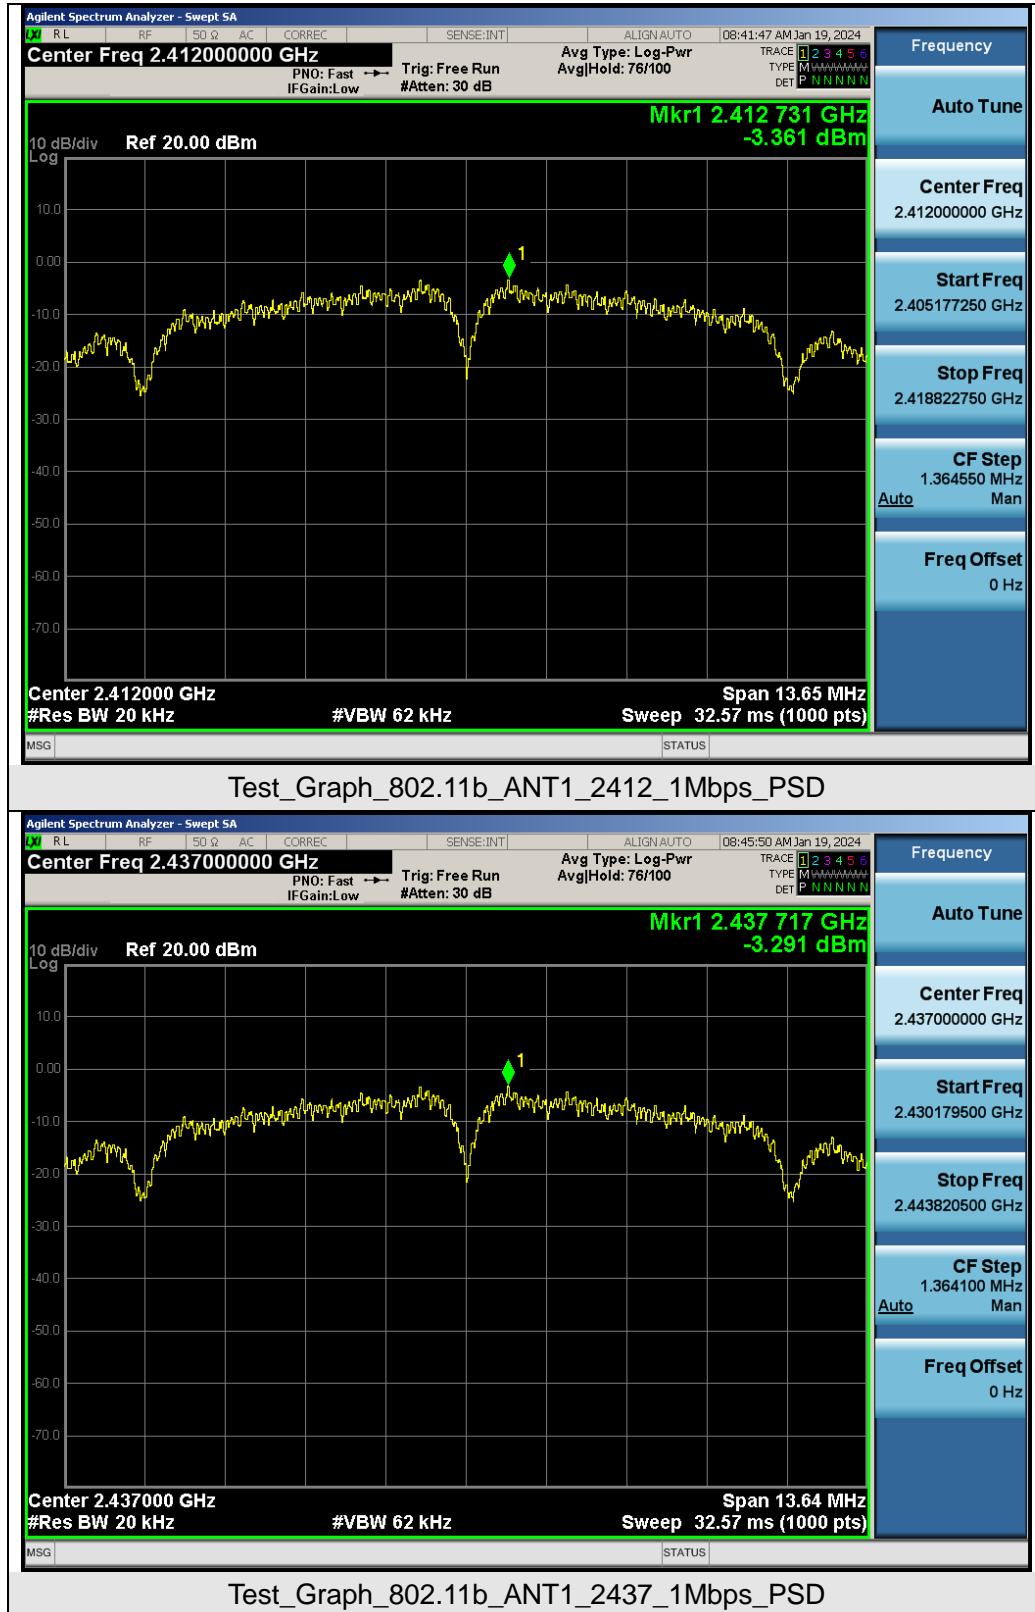 Agilent Spectrum Analyzer - Swept SA
LXI RL RF 50 Ω AC CORREC SENSE:INT ALIGN AUTO 08:41:47 AM Jan 19, 2024
Center Freq 2.412000000 GHz
PNO: Fast
IFGain:Low
Trig: Free Run
#Atten: 30 dB
Avg Type: Log-Pwr
Avg|Hold: 76/100
TRACE 1 2 3 4 5 6
TYPE M WWWWW
DET P N N N N N
Mkr1 2.412 731 GHz
-3.361 dBm
10 dB/div Ref 20.00 dBm
Log
10.0
0.00
-10.0
-20.0
-30.0
-40.0
-50.0
-60.0
-70.0
1
Center 2.412000 GHz Span 13.65 MHz
#Res BW 20 kHz #VBW 62 kHz Sweep 32.57 ms (1000 pts)
MSG STATUS
Frequency
Auto Tune
Center Freq
2.412000000 GHz
Start Freq
2.405177250 GHz
Stop Freq
2.418822750 GHz
CF Step
1.364550 MHz
Auto Man
Freq Offset
0 Hz
Test_Graph_802.11b_ANT1_2412_1Mbps_PSD
Agilent Spectrum Analyzer - Swept SA
LXI RL RF 50 Ω AC CORREC SENSE:INT ALIGN AUTO 08:45:50 AM Jan 19, 2024
Center Freq 2.437000000 GHz
PNO: Fast
IFGain:Low
Trig: Free Run
#Atten: 30 dB
Avg Type: Log-Pwr
Avg|Hold: 76/100
TRACE 1 2 3 4 5 6
TYPE M WWWWW
DET P N N N N N
Mkr1 2.437 717 GHz
-3.291 dBm
10 dB/div Ref 20.00 dBm
Log
10.0
0.00
-10.0
-20.0
-30.0
-40.0
-50.0
-60.0
-70.0
1
Center 2.437000 GHz Span 13.64 MHz
#Res BW 20 kHz #VBW 62 kHz Sweep 32.57 ms (1000 pts)
MSG STATUS
Frequency
Auto Tune
Center Freq
2.437000000 GHz
Start Freq
2.430179500 GHz
Stop Freq
2.443820500 GHz
CF Step
1.364100 MHz
Auto Man
Freq Offset
0 Hz
Test_Graph_802.11b_ANT1_2437_1Mbps_PSD